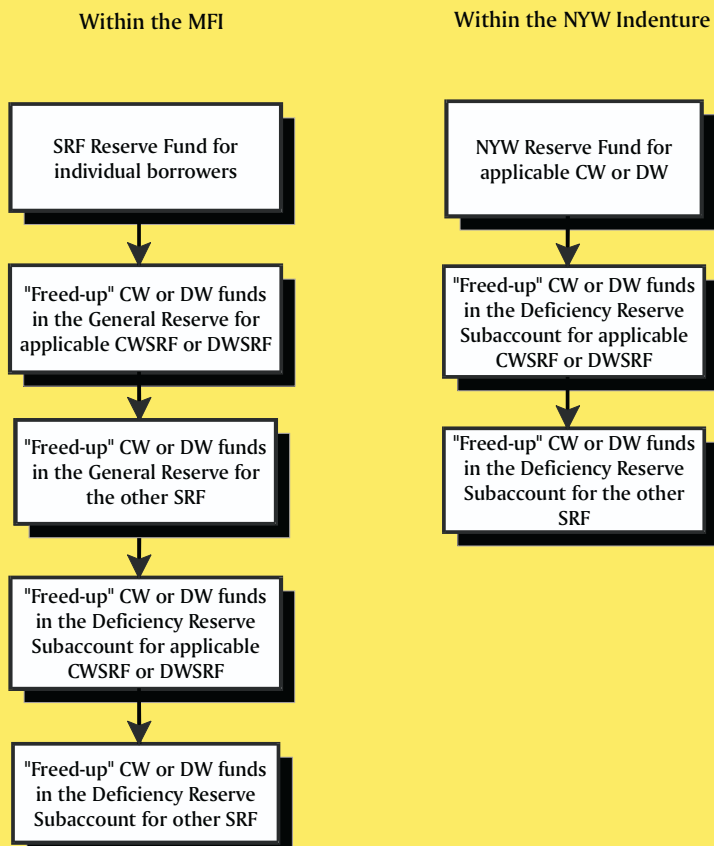 Within the MFI
SRF Reserve Fund for
individual borrowers
"Freed-up" CW or DW funds
in the General Reserve for
applicable CWSRF or DWSRF
"Freed-up" CW or DW funds
in the General Reserve for
the other SRF
"Freed-up" CW or DW funds
in the Deficiency Reserve
Subaccount for applicable
CWSRF or DWSRF
"Freed-up" CW or DW funds
in the Deficiency Reserve
Subaccount for other SRF
Within the NYW Indenture
NYW Reserve Fund for
applicable CW or DW
"Freed-up" CW or DW funds
in the Deficiency Reserve
Subaccount for applicable
CWSRF or DWSRF
"Freed-up" CW or DW funds
in the Deficiency Reserve
Subaccount for the other
SRF